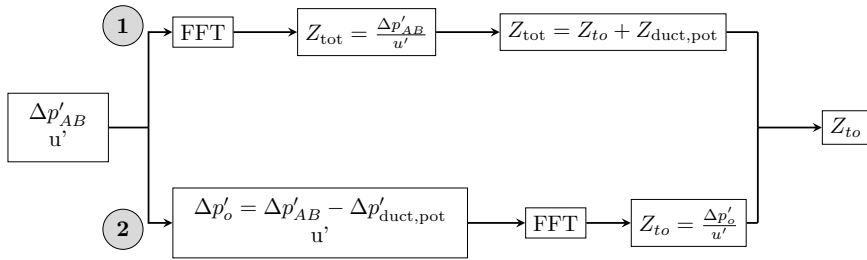 1
FFT
Z_tot = Δp′_AB / u′
Z_tot = Z_to + Z_duct,pot
Δp′_AB
u'
Z_to
2
Δp′_o = Δp′_AB − Δp′_duct,pot
u'
FFT
Z_to = Δp′_o / u′